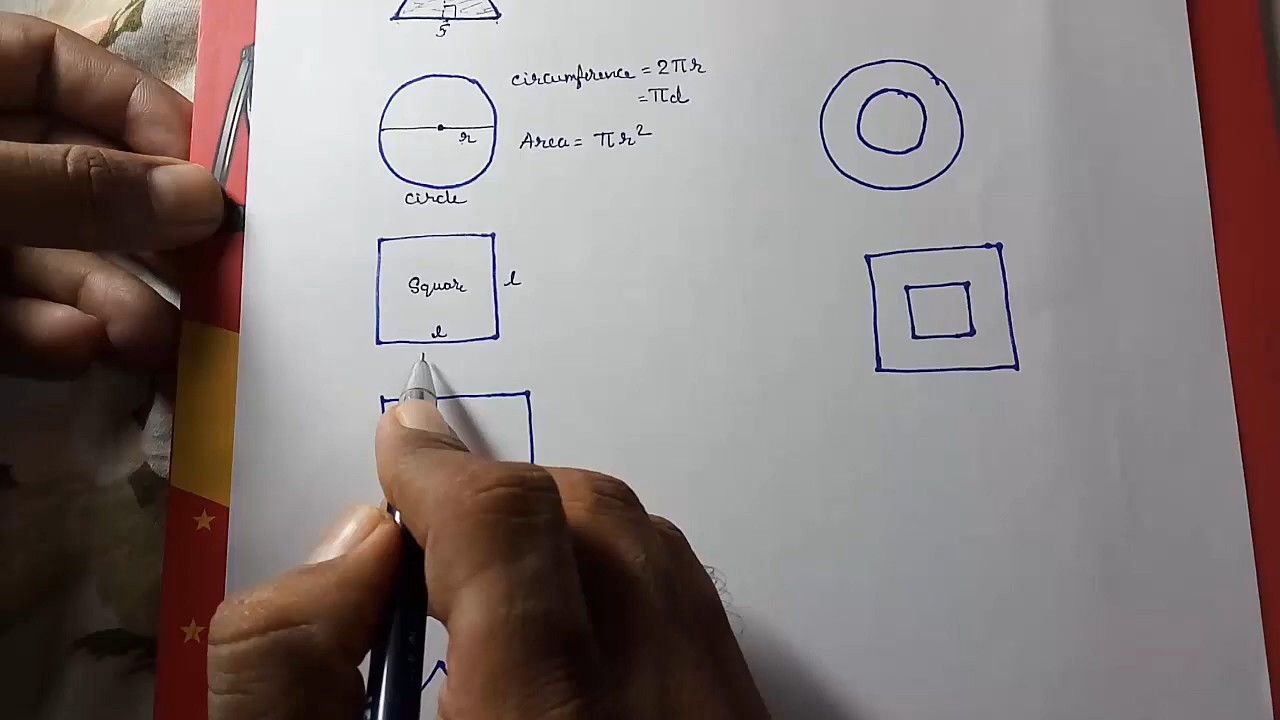 5
circumference = 2πr
= πd
r
Area = πr²
circle
Square
l
l